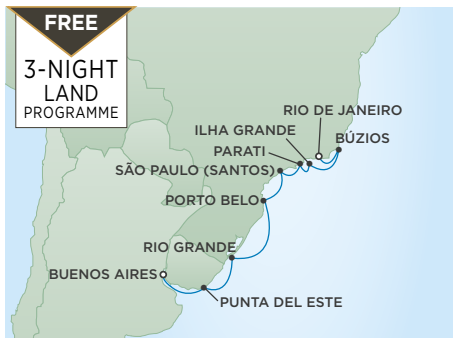 FREE
3-NIGHT
LAND
PROGRAMME
RIO DE JANEIRO
ILHA GRANDE
BÚZIOS
PARATI
SÃO PAULO (SANTOS)
PORTO BELO
RIO GRANDE
BUENOS AIRES
PUNTA DEL ESTE